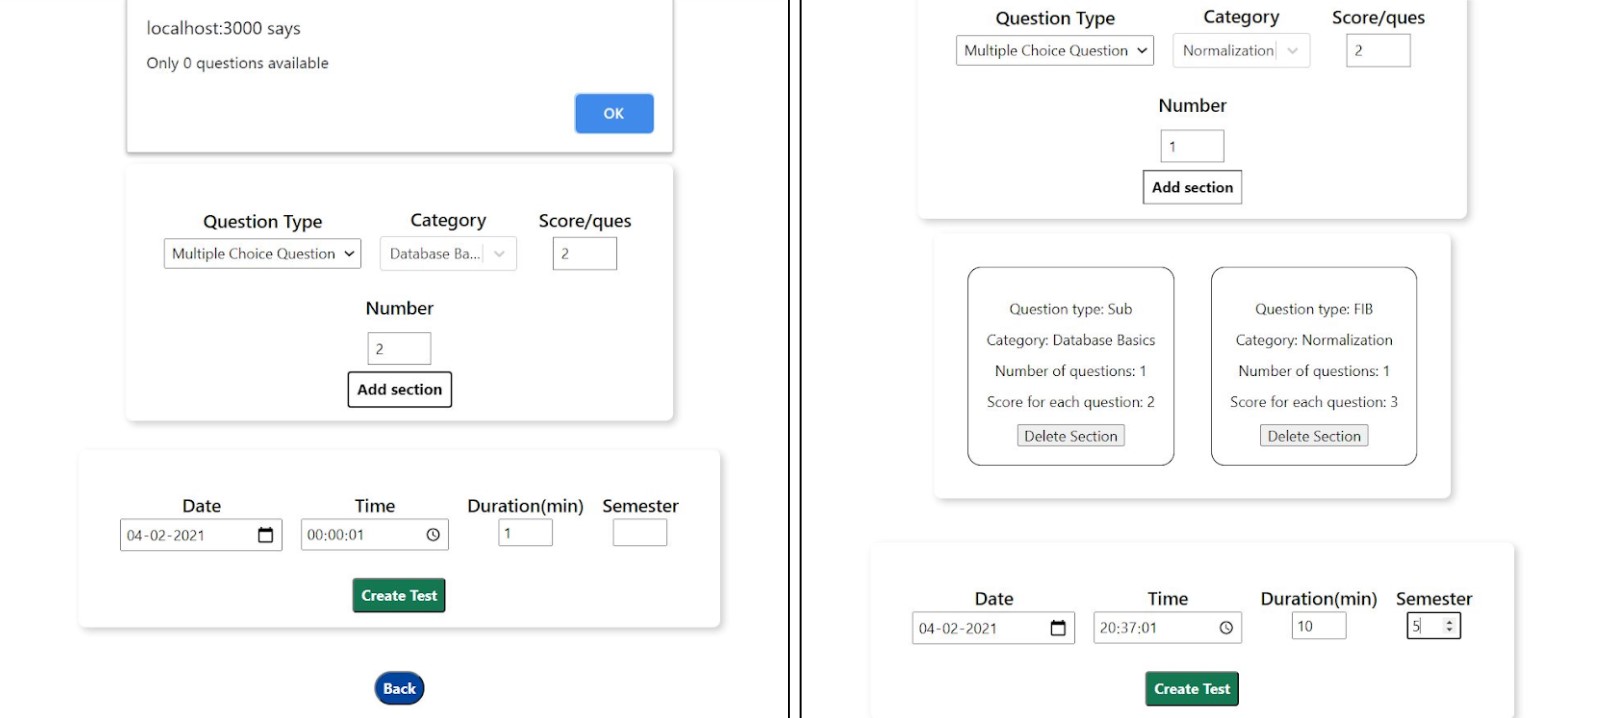 localhost:3000 says
Only 0 questions available
OK
Question Type Category Score/ques
Multiple Choice Question Database Ba... 2
Number
2
Add section
Date Time Duration(min) Semester
04-02-2021 00:00:01 1
Create Test
Back
Question Type Category Score/ques
Multiple Choice Question Normalization 2
Number
1
Add section
Question type: Sub
Category: Database Basics
Number of questions: 1
Score for each question: 2
Delete Section
Question type: FIB
Category: Normalization
Number of questions: 1
Score for each question: 3
Delete Section
Date Time Duration(min) Semester
04-02-2021 20:37:01 10 5
Create Test